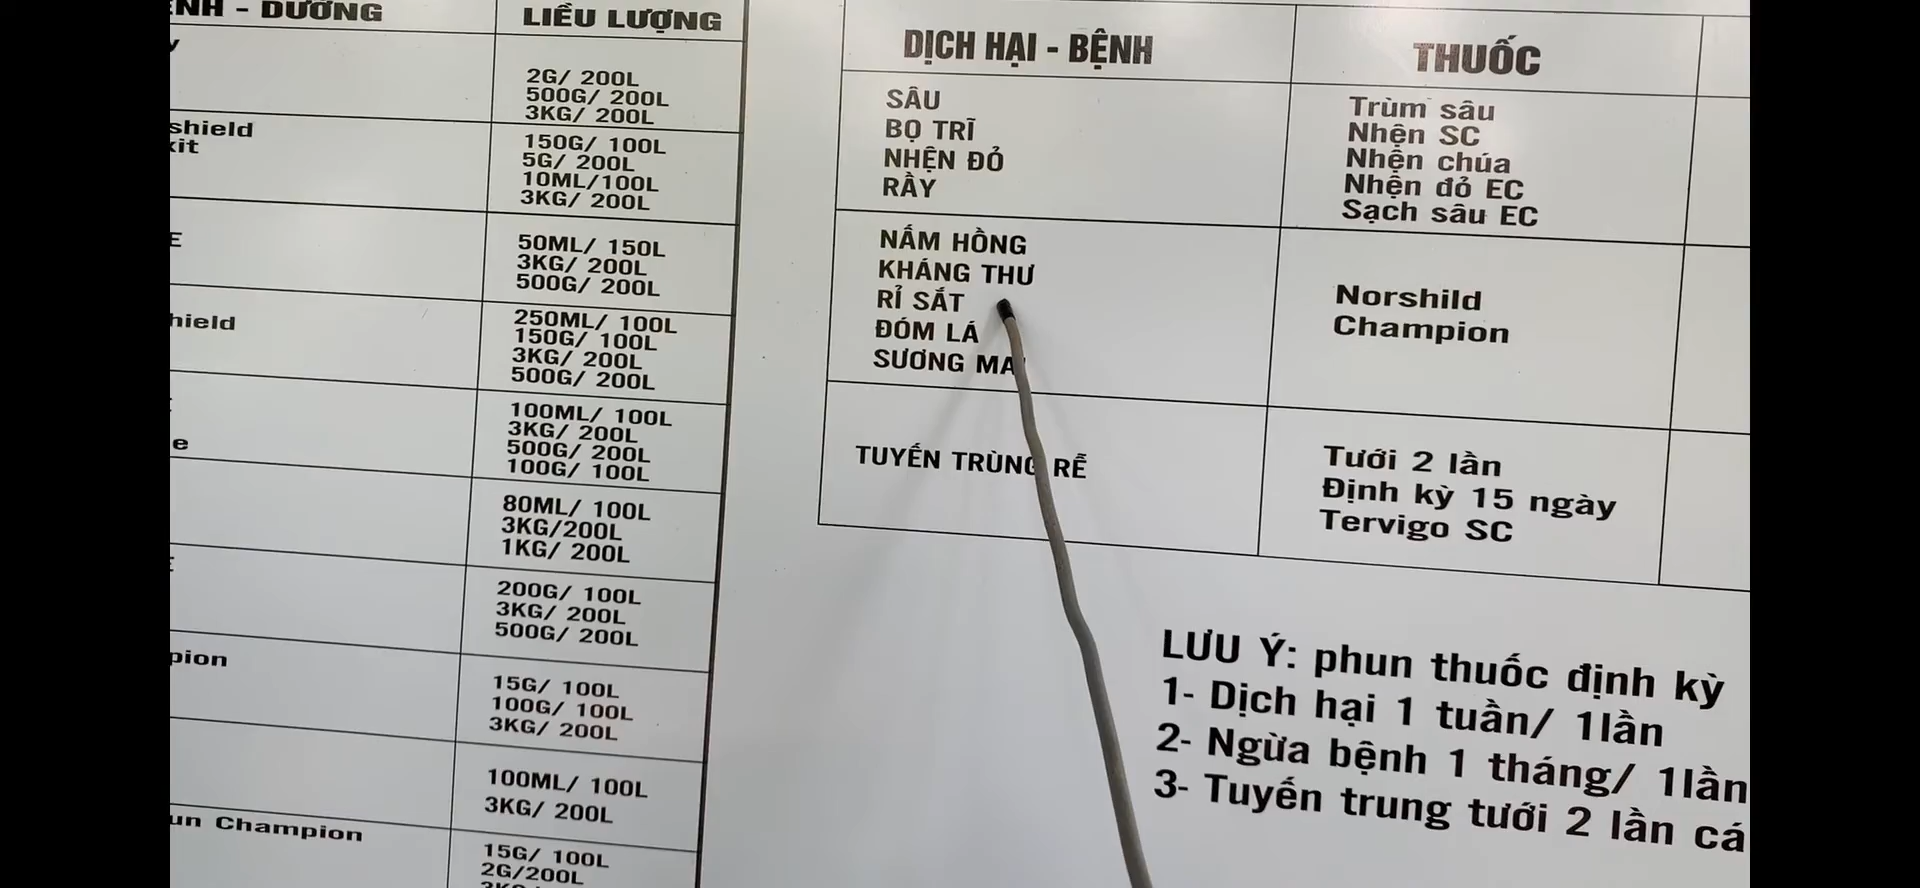 DƯỠNG
LIỀU LƯỢNG
2G/ 200L
500G/ 200L
3KG/ 200L
shield
150G/ 100L
5G/ 200L
10ML/100L
3KG/ 200L
50ML/ 150L
3KG/ 200L
500G/ 200L
250ML/ 100L
150G/ 100L
3KG/ 200L
500G/ 200L
100ML/ 100L
3KG/ 200L
500G/ 200L
100G/ 100L
80ML/ 100L
3KG/200L
1KG/ 200L
200G/ 100L
3KG/ 200L
500G/ 200L
15G/ 100L
100G/ 100L
3KG/ 200L
100ML/ 100L
3KG/ 200L
Champion
15G/ 100L
2G/200L
DỊCH HẠI - BỆNH
THUỐC
SÂU
BỌ TRĨ
NHỆN ĐỎ
RẦY
Trùm sâu
Nhện SC
Nhện chúa
Nhện đỏ EC
Sạch sâu EC
NẤM HỒNG
KHÁNG THƯ
RỈ SẮT
ĐÓM LÁ
SƯƠNG MAI
Norshild
Champion
TUYẾN TRÙNG RỄ
Tưới 2 lần
Định kỳ 15 ngày
Tervigo SC
LƯU Ý: phun thuốc định kỳ
1- Dịch hại 1 tuần/ 1lần
2- Ngừa bệnh 1 tháng/ 1lần
3- Tuyến trung tưới 2 lần cá